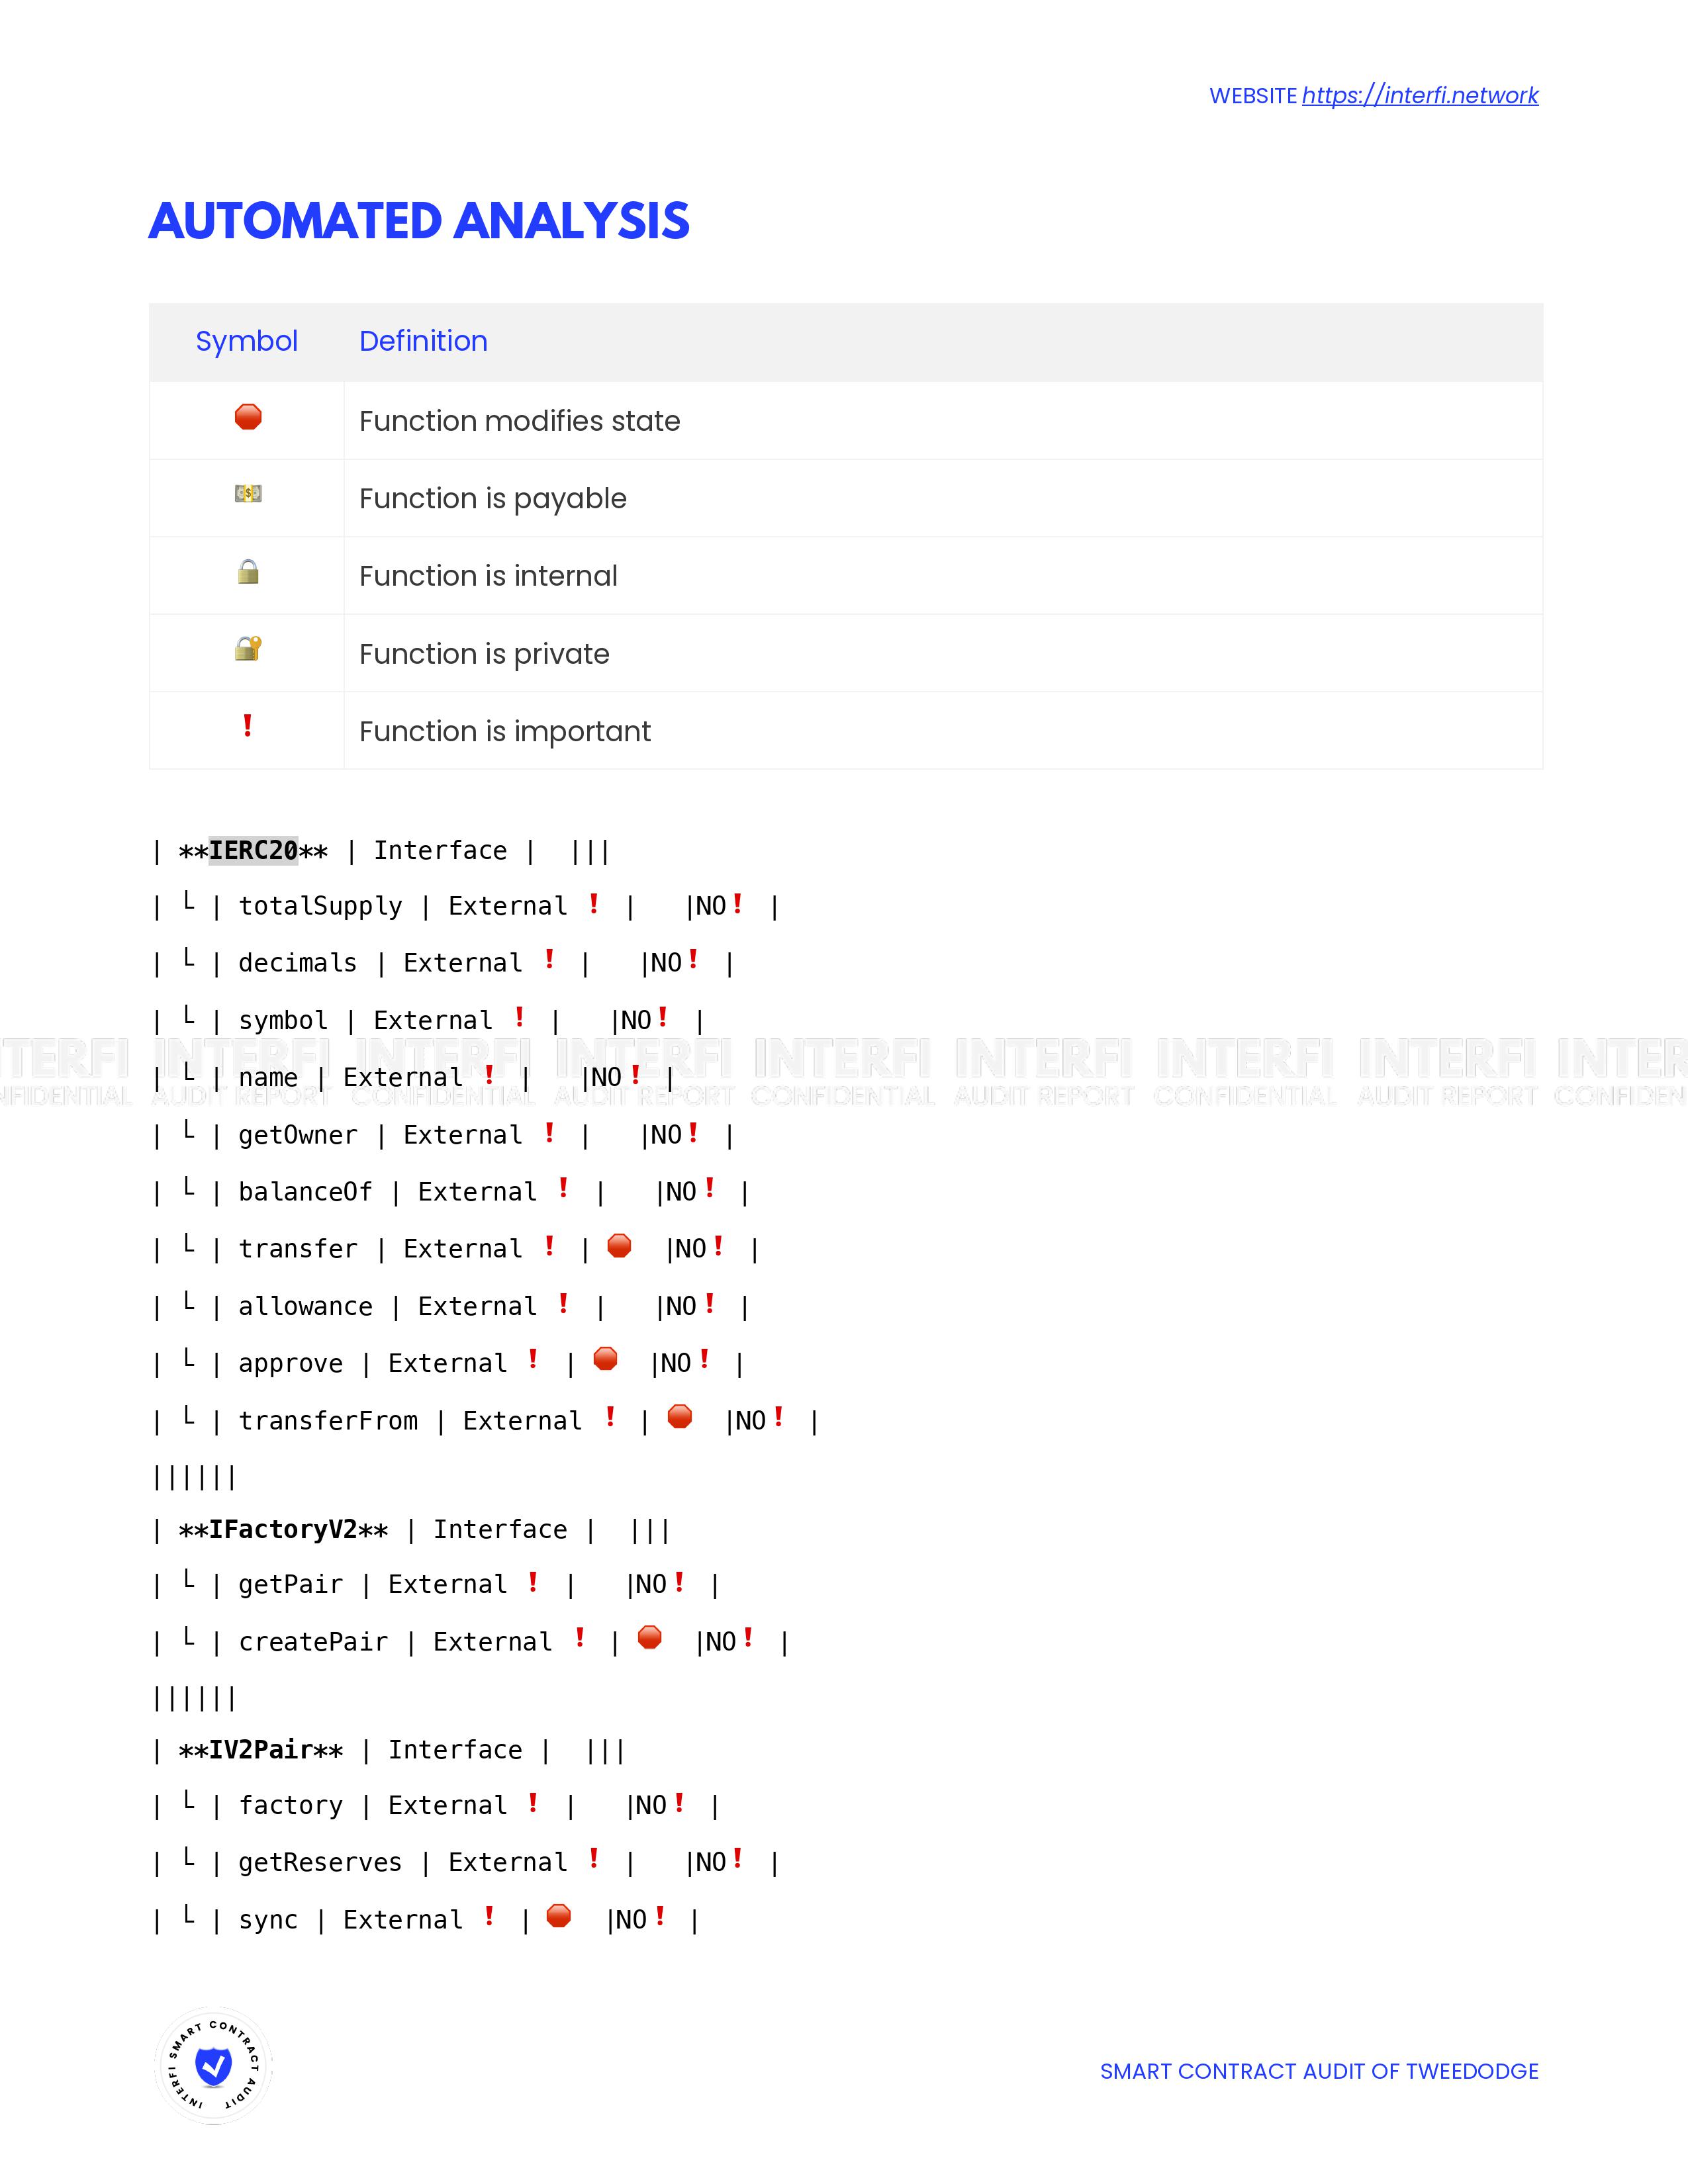 WEBSITE https://interfi.network
AUTOMATED ANALYSIS
Symbol Definition
🛑 Function modifies state
💵 Function is payable
🔒 Function is internal
🔐 Function is private
❗ Function is important
| **IERC20** | Interface | |||
| └ | totalSupply | External ❗ | |NO❗ |
| └ | decimals | External ❗ | |NO❗ |
| └ | symbol | External ❗ | |NO❗ |
INTERFI INTERFI INTERFI INTERFI INTERFI INTERFI INTERFI INTERFI INTERFI
| └ | name | External ❗ | |NO❗ |
CONFIDENTIAL AUDIT REPORT CONFIDENTIAL AUDIT REPORT CONFIDENTIAL AUDIT REPORT CONFIDENTIAL AUDIT REPORT CONFIDENTIAL
| └ | getOwner | External ❗ | |NO❗ |
| └ | balanceOf | External ❗ | |NO❗ |
| └ | transfer | External ❗ | 🛑 |NO❗ |
| └ | allowance | External ❗ | |NO❗ |
| └ | approve | External ❗ | 🛑 |NO❗ |
| └ | transferFrom | External ❗ | 🛑 |NO❗ |
||||||
| **IFactoryV2** | Interface | |||
| └ | getPair | External ❗ | |NO❗ |
| └ | createPair | External ❗ | 🛑 |NO❗ |
||||||
| **IV2Pair** | Interface | |||
| └ | factory | External ❗ | |NO❗ |
| └ | getReserves | External ❗ | |NO❗ |
| └ | sync | External ❗ | 🛑 |NO❗ |
INTERFI SMART CONTRACT AUDIT
SMART CONTRACT AUDIT OF TWEEDODGE